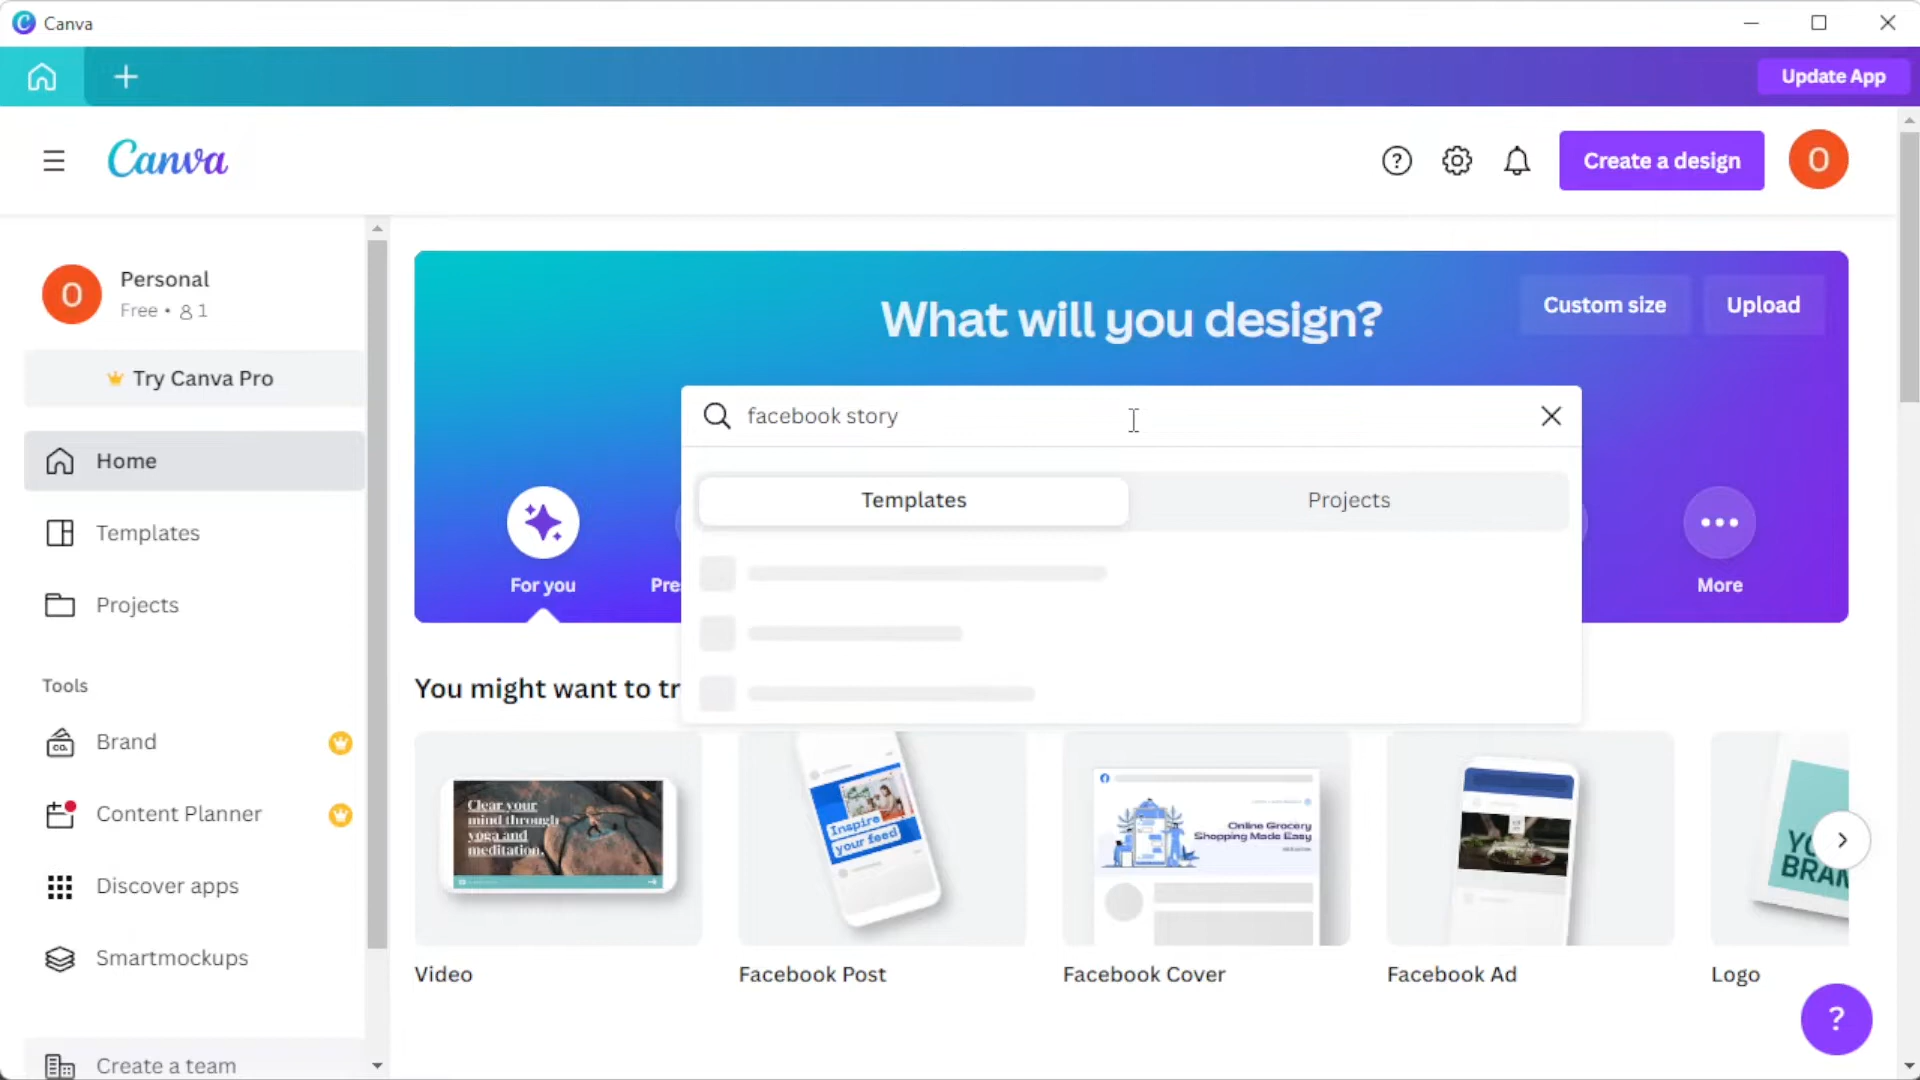 Canva
Update App
Canva
Create a design
O
O
Personal
Free • 1
Try Canva Pro
Home
Templates
Projects
Tools
Brand
Content Planner
Discover apps
Smartmockups
Create a team
What will you design?
Custom size
Upload
facebook story
Templates
Projects
For you
Pre
More
You might want to tr
Clear your
mind through
yoga and
meditation.
Inspire
your feed
Online Grocery
Shopping Made Easy
YO
BRAN
Video
Facebook Post
Facebook Cover
Facebook Ad
Logo
?